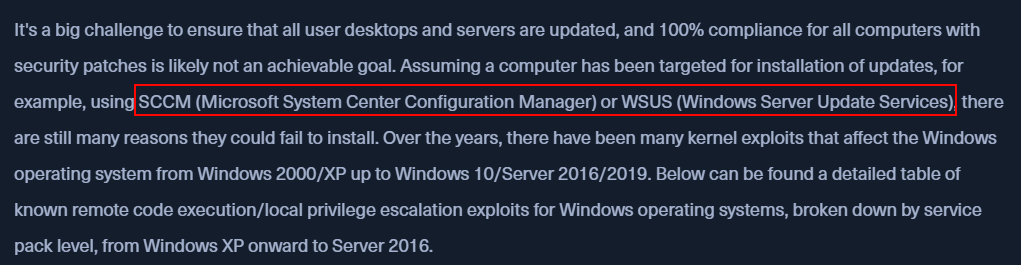 It's a big challenge to ensure that all user desktops and servers are updated, and 100% compliance for all computers with
security patches is likely not an achievable goal. Assuming a computer has been targeted for installation of updates, for
example, using SCCM (Microsoft System Center Configuration Manager) or WSUS (Windows Server Update Services), there
are still many reasons they could fail to install. Over the years, there have been many kernel exploits that affect the Windows
operating system from Windows 2000/XP up to Windows 10/Server 2016/2019. Below can be found a detailed table of
known remote code execution/local privilege escalation exploits for Windows operating systems, broken down by service
pack level, from Windows XP onward to Server 2016.